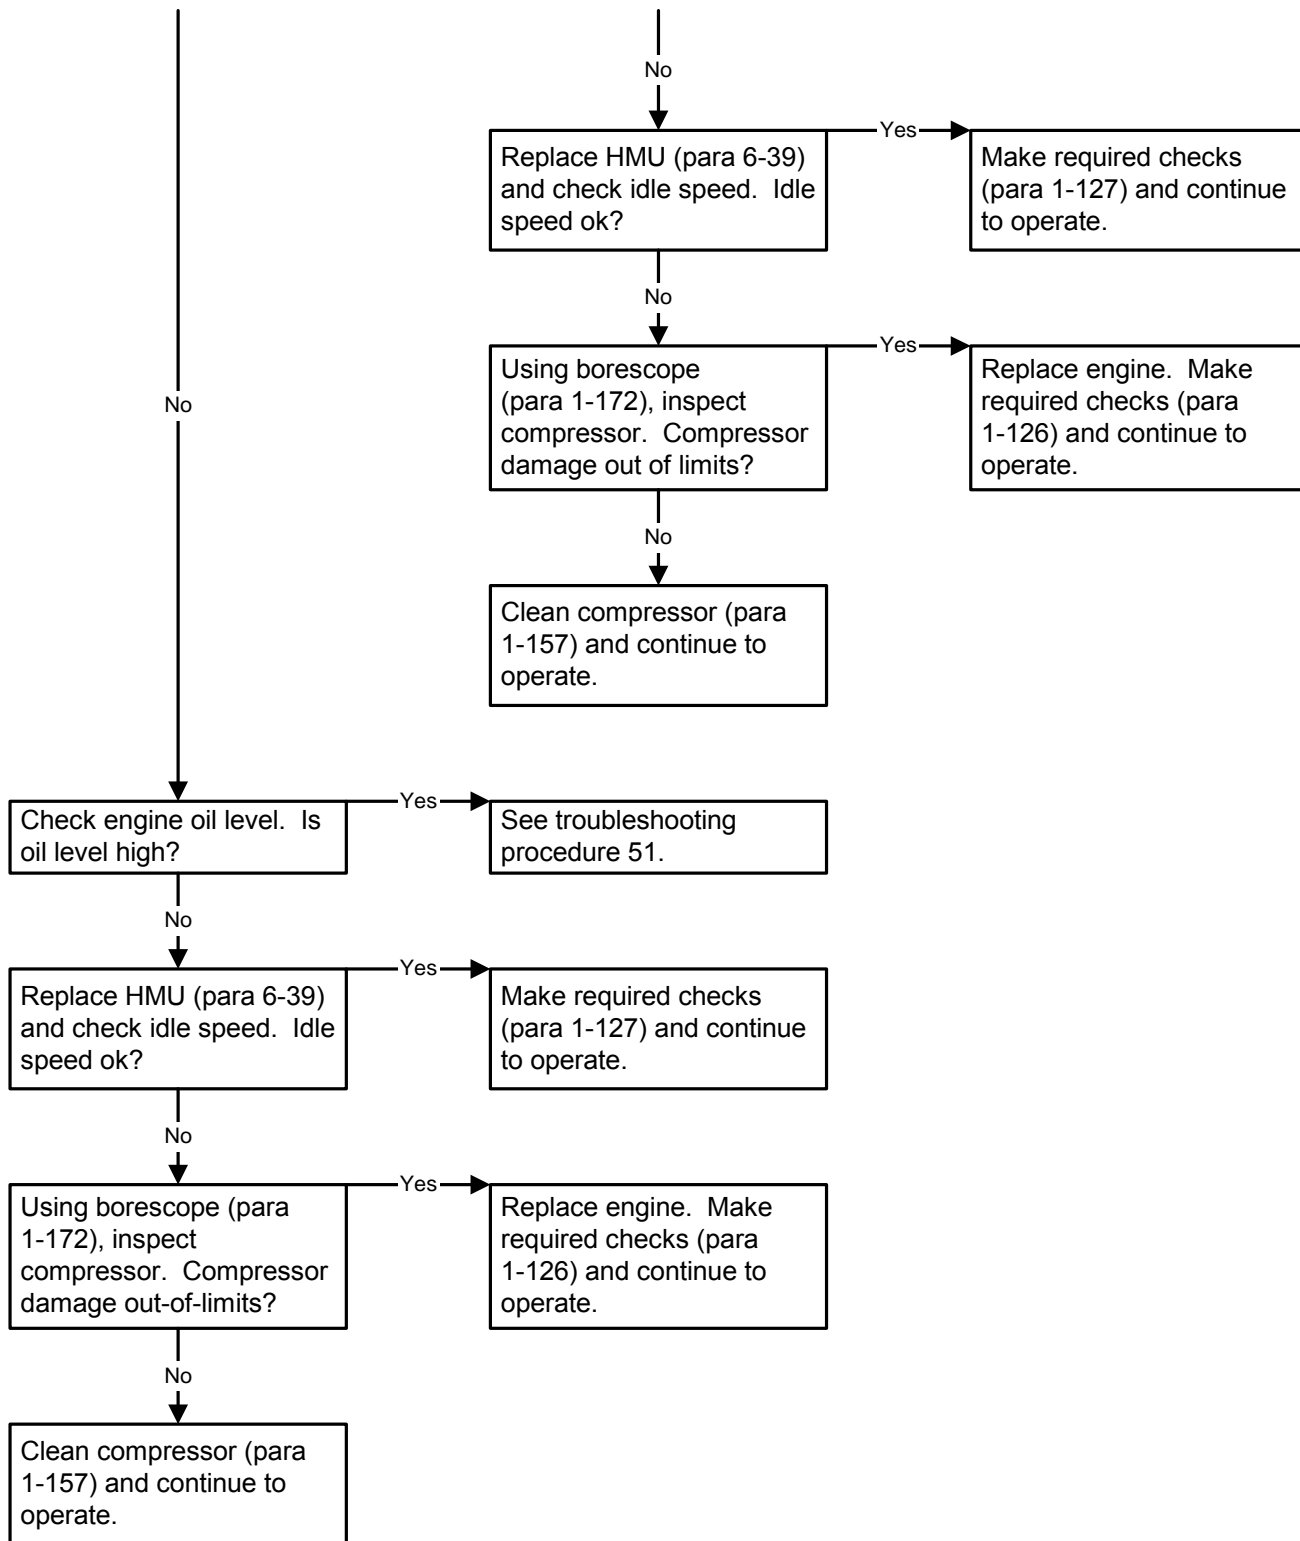 No
Replace HMU (para 6-39)
and check idle speed.  Idle
speed ok?
Yes
Make required checks
(para 1-127) and continue
to operate.
No
Using borescope
(para 1-172), inspect
compressor.  Compressor
damage out of limits?
Yes
Replace engine.  Make
required checks (para
1-126) and continue to
operate.
No
Clean compressor (para
1-157) and continue to
operate.
No
Check engine oil level.  Is
oil level high?
Yes
See troubleshooting
procedure 51.
No
Replace HMU (para 6-39)
and check idle speed.  Idle
speed ok?
Yes
Make required checks
(para 1-127) and continue
to operate.
No
Using borescope (para
1-172), inspect
compressor.  Compressor
damage out-of-limits?
Yes
Replace engine.  Make
required checks (para
1-126) and continue to
operate.
No
Clean compressor (para
1-157) and continue to
operate.